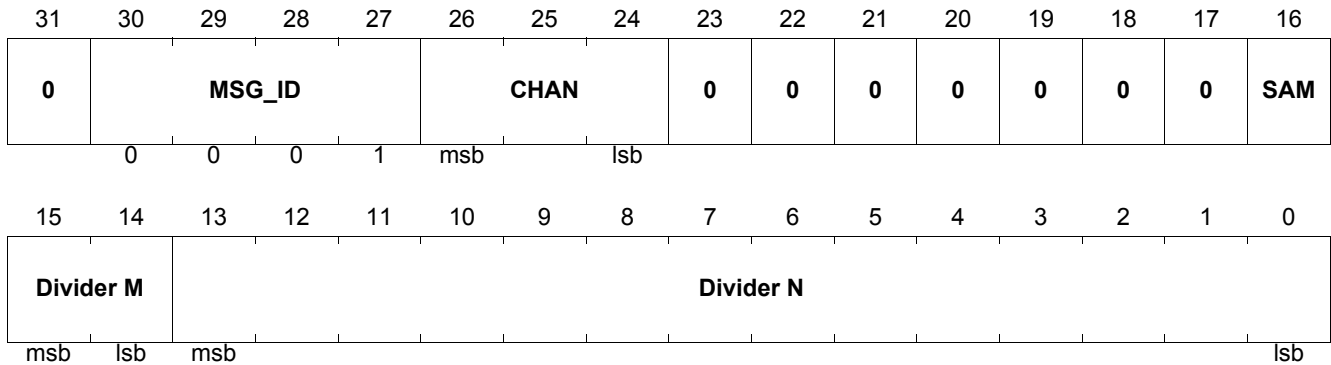 31 30 29 28 27 26 25 24 23 22 21 20 19 18 17 16
0 MSG_ID CHAN 0 0 0 0 0 0 0 SAM
0 0 0 1 msb lsb
15 14 13 12 11 10 9 8 7 6 5 4 3 2 1 0
Divider M Divider N
msb lsb msb lsb